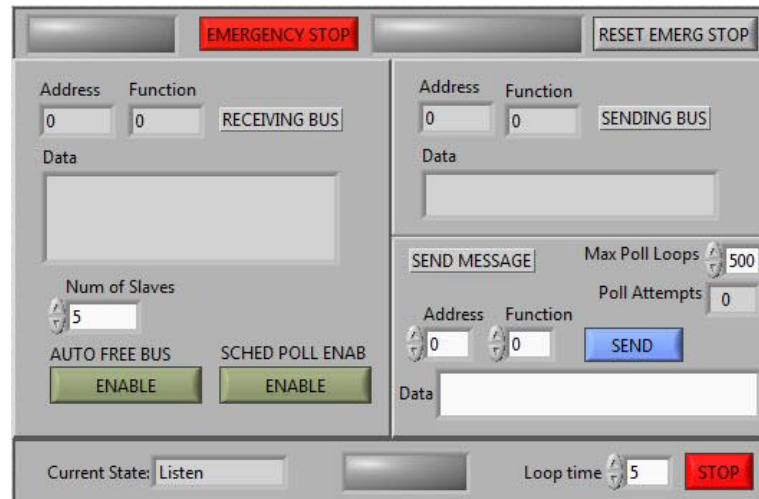 EMERGENCY STOP
RESET EMERG STOP
Address Function
0 0 RECEIVING BUS
Data
Num of Slaves
5
AUTO FREE BUS SCHED POLL ENAB
ENABLE ENABLE
Address Function
0 0 SENDING BUS
Data
SEND MESSAGE Max Poll Loops 500
Poll Attempts 0
Address Function
0 0 SEND
Data
Current State: Listen Loop time 5 STOP